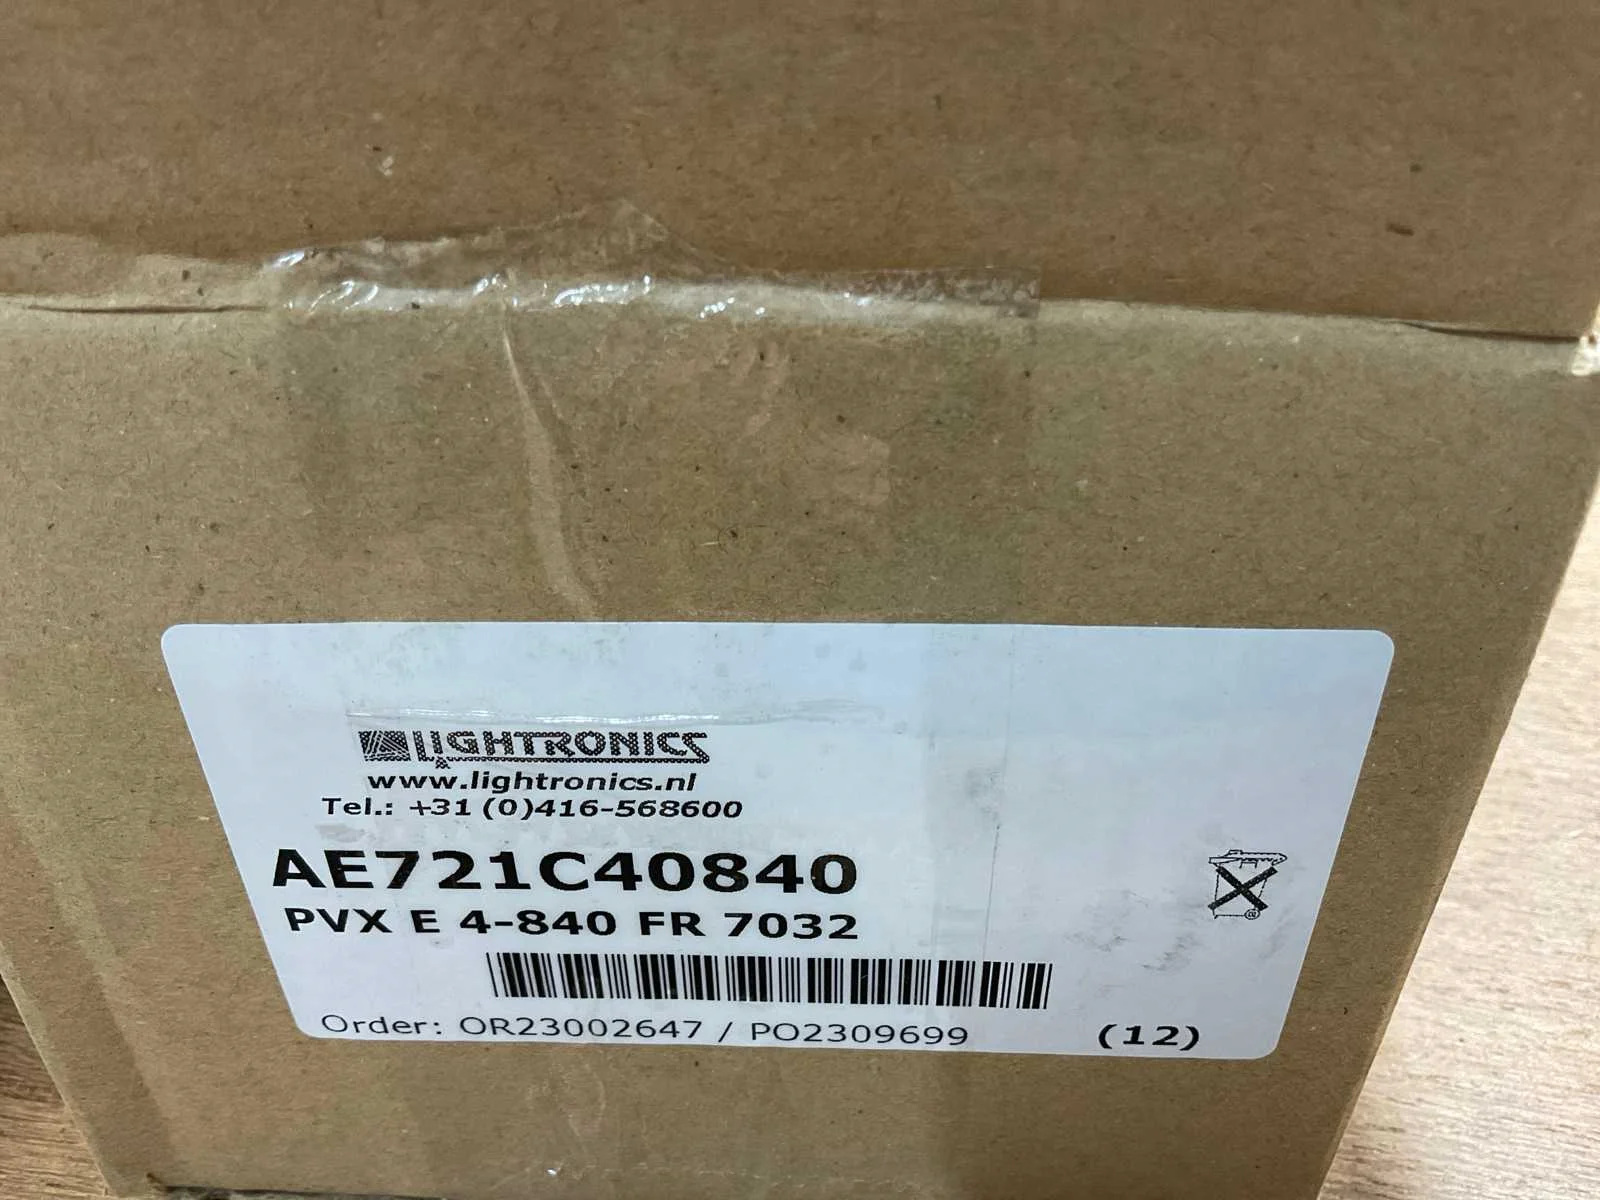 LIGHTRONICS
www.lightronics.nl
Tel.: +31 (0)416-568600
AE721C40840
PVX E 4-840 FR 7032
Order: OR23002647 / PO2309699 (12)